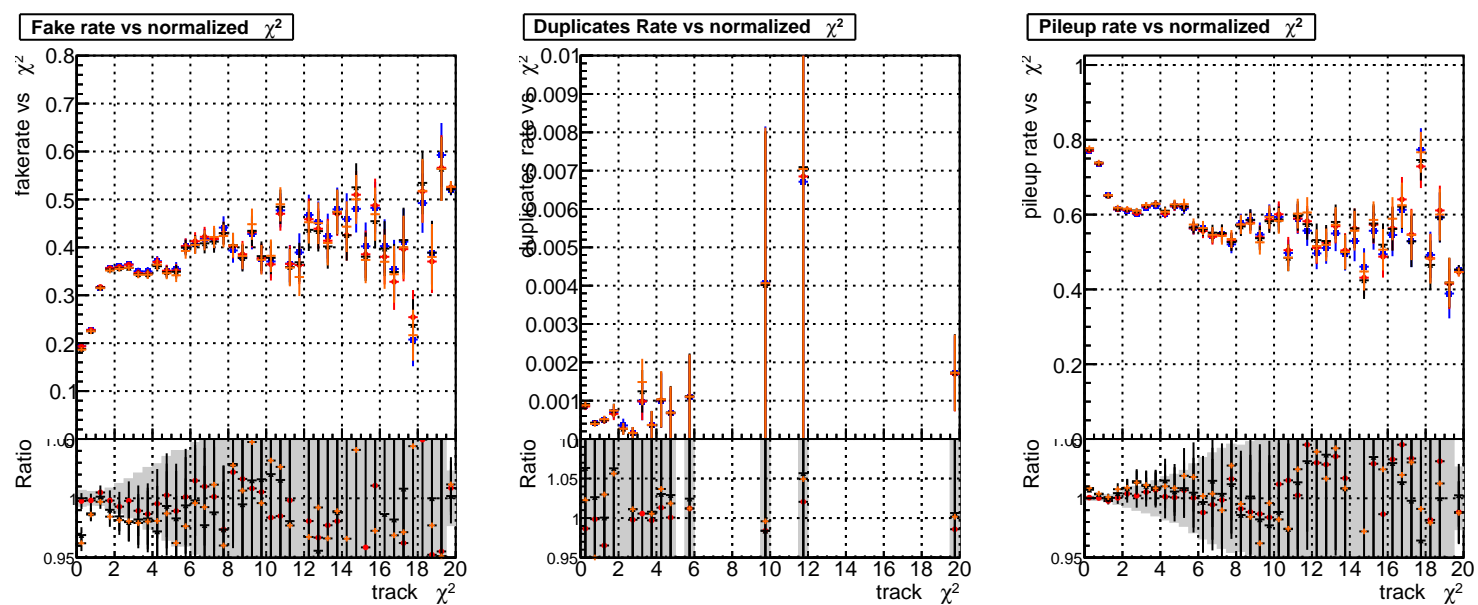 Fake rate vs normalized χ²
fakerate vs χ²
0.8
0.7
0.6
0.5
0.4
0.3
0.2
0.1
Ratio
1
0.95
0 2 4 6 8 10 12 14 16 18 20
track χ²
Duplicates Rate vs normalized χ²
duplicates rate vs χ²
0.01
0.009
0.008
0.007
0.006
0.005
0.004
0.003
0.002
0.001
0
Ratio
1.05
1
0.95
0 2 4 6 8 10 12 14 16 18 20
track χ²
Pileup rate vs normalized χ²
pileup rate vs χ²
1
0.8
0.6
0.4
0.2
Ratio
1
0.95
0 2 4 6 8 10 12 14 16 18 20
track χ²